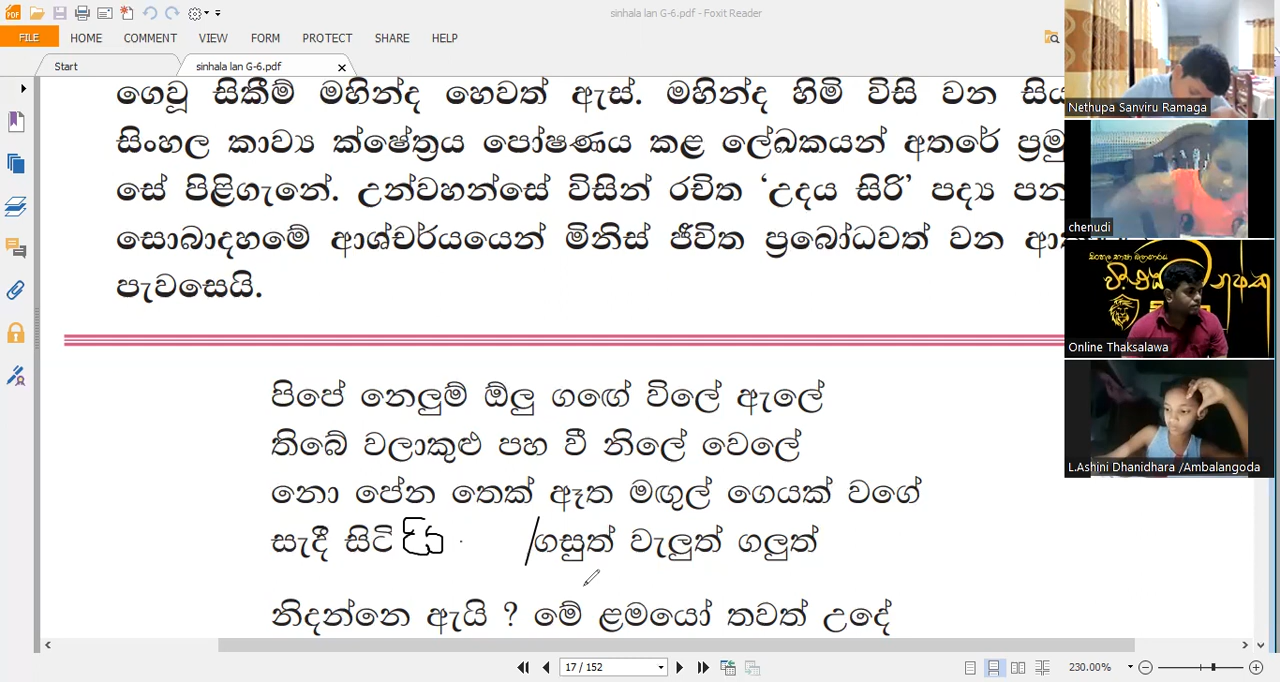 sinhala lan G-6.pdf - Foxit Reader
FILE HOME COMMENT VIEW FORM PROTECT SHARE HELP
Start sinhala lan G-6.pdf
ගෙවූ සිකීම් මහින්ද හෙවත් ඇස්. මහින්ද හිමි විසි වන සිය
සිංහල කාව්‍ය ක්ෂේත්‍රය පෝෂණය කළ ලේඛකයන් අතරේ ප්‍රමු
සේ පිළිගැනේ. උන්වහන්සේ විසින් රචිත ‘උදය සිරි’ පද්‍ය පන
සොබාදහමේ ආශ්චර්යයෙන් මිනිස් ජීවිත ප්‍රබෝධවත් වන ආ
පැවසෙයි.
පිපේ නෙලුම් ඕලු ගඟේ විලේ ඇලේ
තිබේ වලාකුළු පහ වී නිලේ වෙලේ
නො පේන තෙක් ඈත මඟුල් ගෙයක් වගේ
සැදී සිටි යි /ගසුත් වැලුත් ගලුත්
නිදන්නෙ ඇයි ? මේ ළමයෝ තවත් උදේ
17 / 152
230.00%
Nethupa Sanviru Ramaga
chenudi
Online Thaksalawa
L.Ashini Dhanidhara /Ambalangoda